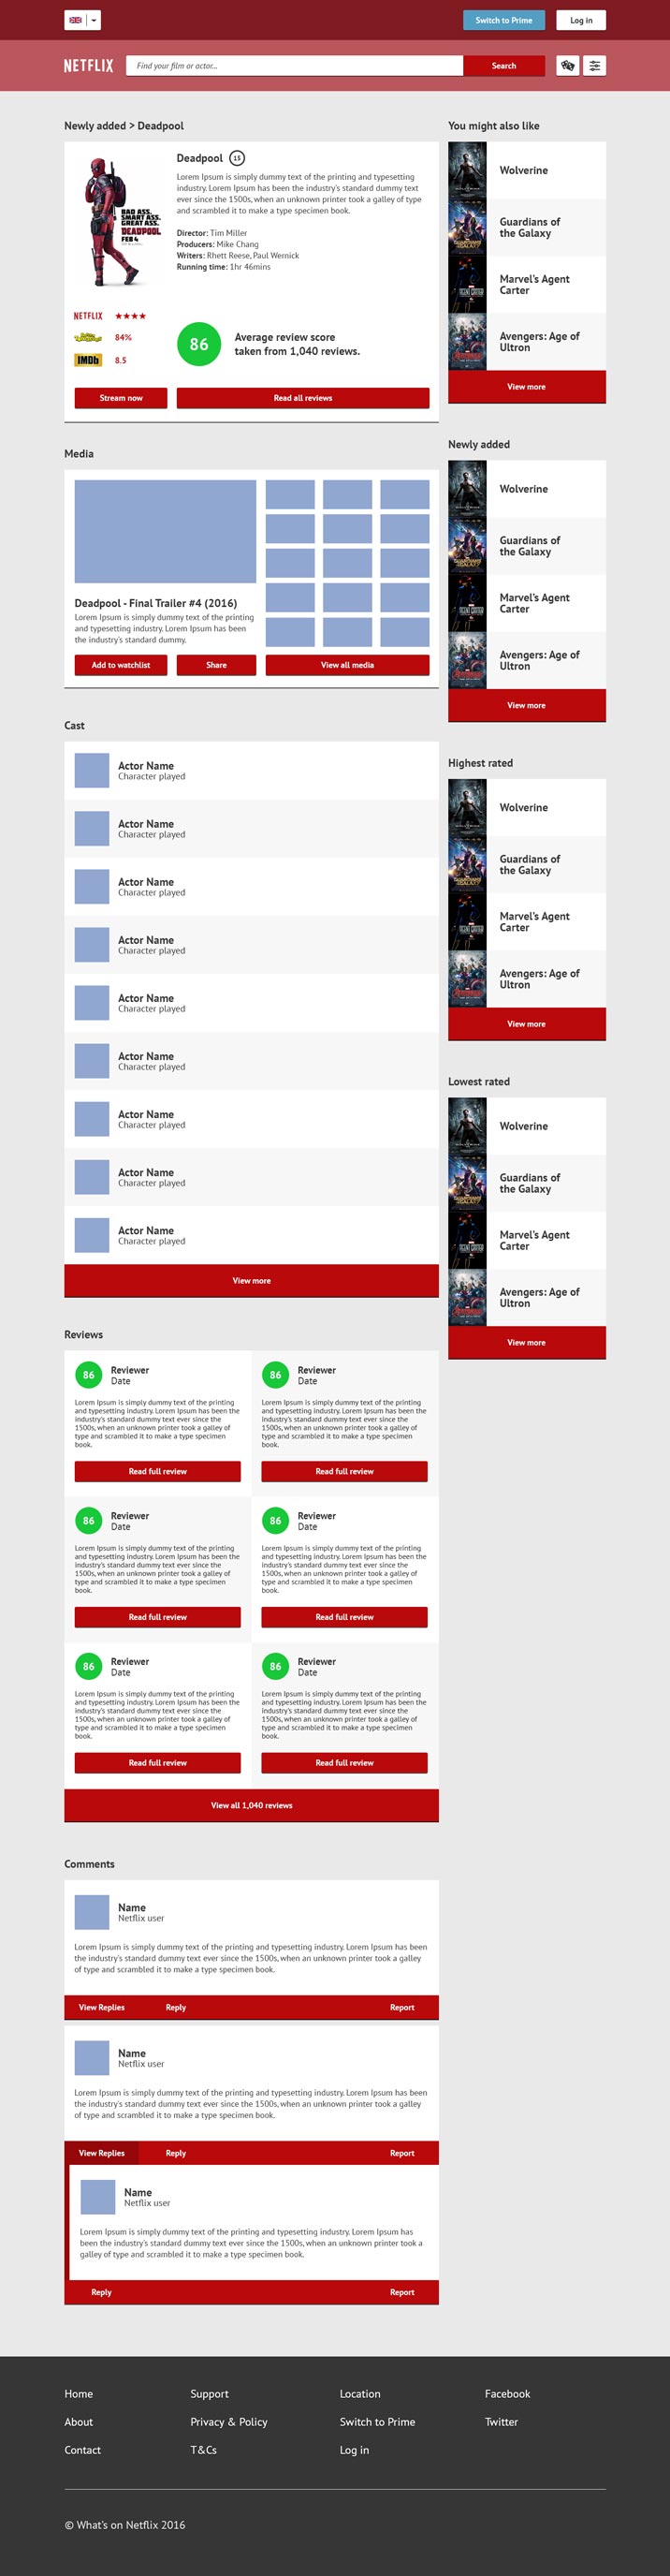 Switch to Prime
Log in
NETFLIX
Find your film or actor...
Search
Newly added > Deadpool
Deadpool 15
Lorem Ipsum is simply dummy text of the printing and typesetting
industry. Lorem Ipsum has been the industry's standard dummy text
ever since the 1500s, when an unknown printer took a galley of type
and scrambled it to make a type specimen book.
Director: Tim Miller
Producers: Mike Chang
Writers: Rhett Reese, Paul Wernick
Running time: 1hr 46mins
BAD ASS.
SMART ASS.
GREAT ASS.
DEADPOOL
FEB 4
NETFLIX
84%
IMDb 8.5
86
Average review score
taken from 1,040 reviews.
Stream now
Read all reviews
Media
Deadpool - Final Trailer #4 (2016)
Lorem Ipsum is simply dummy text of the printing
and typesetting industry. Lorem Ipsum has been
the industry's standard dummy.
Add to watchlist
Share
View all media
Cast
Actor Name
Character played
Actor Name
Character played
Actor Name
Character played
Actor Name
Character played
Actor Name
Character played
Actor Name
Character played
Actor Name
Character played
Actor Name
Character played
Actor Name
Character played
View more
Reviews
86 Reviewer
Date
Lorem Ipsum is simply dummy text of the printing
and typesetting industry. Lorem Ipsum has been the
industry's standard dummy text ever since the
1500s, when an unknown printer took a galley of
type and scrambled it to make a type specimen
book.
Read full review
86 Reviewer
Date
Lorem Ipsum is simply dummy text of the printing
and typesetting industry. Lorem Ipsum has been the
industry's standard dummy text ever since the
1500s, when an unknown printer took a galley of
type and scrambled it to make a type specimen
book.
Read full review
86 Reviewer
Date
Lorem Ipsum is simply dummy text of the printing
and typesetting industry. Lorem Ipsum has been the
industry's standard dummy text ever since the
1500s, when an unknown printer took a galley of
type and scrambled it to make a type specimen
book.
Read full review
86 Reviewer
Date
Lorem Ipsum is simply dummy text of the printing
and typesetting industry. Lorem Ipsum has been the
industry's standard dummy text ever since the
1500s, when an unknown printer took a galley of
type and scrambled it to make a type specimen
book.
Read full review
86 Reviewer
Date
Lorem Ipsum is simply dummy text of the printing
and typesetting industry. Lorem Ipsum has been the
industry's standard dummy text ever since the
1500s, when an unknown printer took a galley of
type and scrambled it to make a type specimen
book.
Read full review
86 Reviewer
Date
Lorem Ipsum is simply dummy text of the printing
and typesetting industry. Lorem Ipsum has been the
industry's standard dummy text ever since the
1500s, when an unknown printer took a galley of
type and scrambled it to make a type specimen
book.
Read full review
View all 1,040 reviews
Comments
Name
Netflix user
Lorem Ipsum is simply dummy text of the printing and typesetting industry. Lorem Ipsum has been
the industry's standard dummy text ever since the 1500s, when an unknown printer took a galley
of type and scrambled it to make a type specimen book.
View Replies
Reply
Report
Name
Netflix user
Lorem Ipsum is simply dummy text of the printing and typesetting industry. Lorem Ipsum has been
the industry's standard dummy text ever since the 1500s, when an unknown printer took a galley
of type and scrambled it to make a type specimen book.
View Replies
Reply
Report
Name
Netflix user
Lorem Ipsum is simply dummy text of the printing and typesetting industry. Lorem Ipsum has
been the industry's standard dummy text ever since the 1500s, when an unknown printer took a
galley of type and scrambled it to make a type specimen book.
Reply
Report
You might also like
Wolverine
Guardians of
the Galaxy
Marvel's Agent
Carter
Avengers: Age of
Ultron
View more
Newly added
Wolverine
Guardians of
the Galaxy
Marvel's Agent
Carter
Avengers: Age of
Ultron
View more
Highest rated
Wolverine
Guardians of
the Galaxy
Marvel's Agent
Carter
Avengers: Age of
Ultron
View more
Lowest rated
Wolverine
Guardians of
the Galaxy
Marvel's Agent
Carter
Avengers: Age of
Ultron
View more
Home
Support
Location
Facebook
About
Privacy & Policy
Switch to Prime
Twitter
Contact
T&Cs
Log in
© What's on Netflix 2016